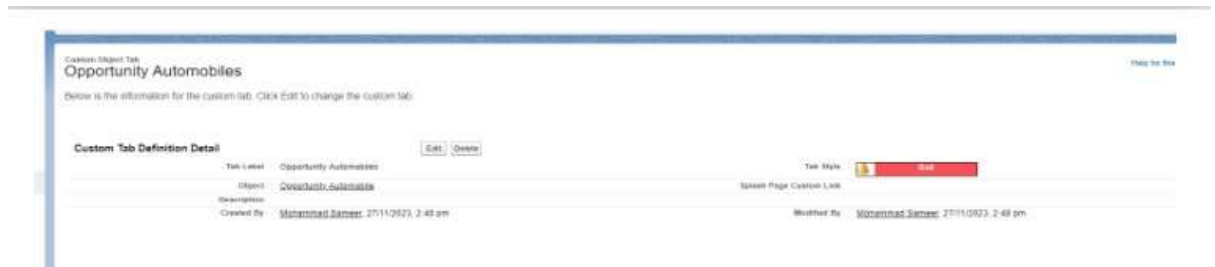 Custom Object Tab
Opportunity Automobiles
Help for this
Below is the information for the custom tab. Click Edit to change the custom tab.
Custom Tab Definition Detail
Edit Delete
Tab Label Opportunity Automobiles
Tab Style Bell
Object Opportunity Automobile
Splash Page Custom Link
Description
Created By Mohammad Sameer, 27/11/2023, 2:48 pm
Modified By Mohammad Sameer, 27/11/2023, 2:48 pm